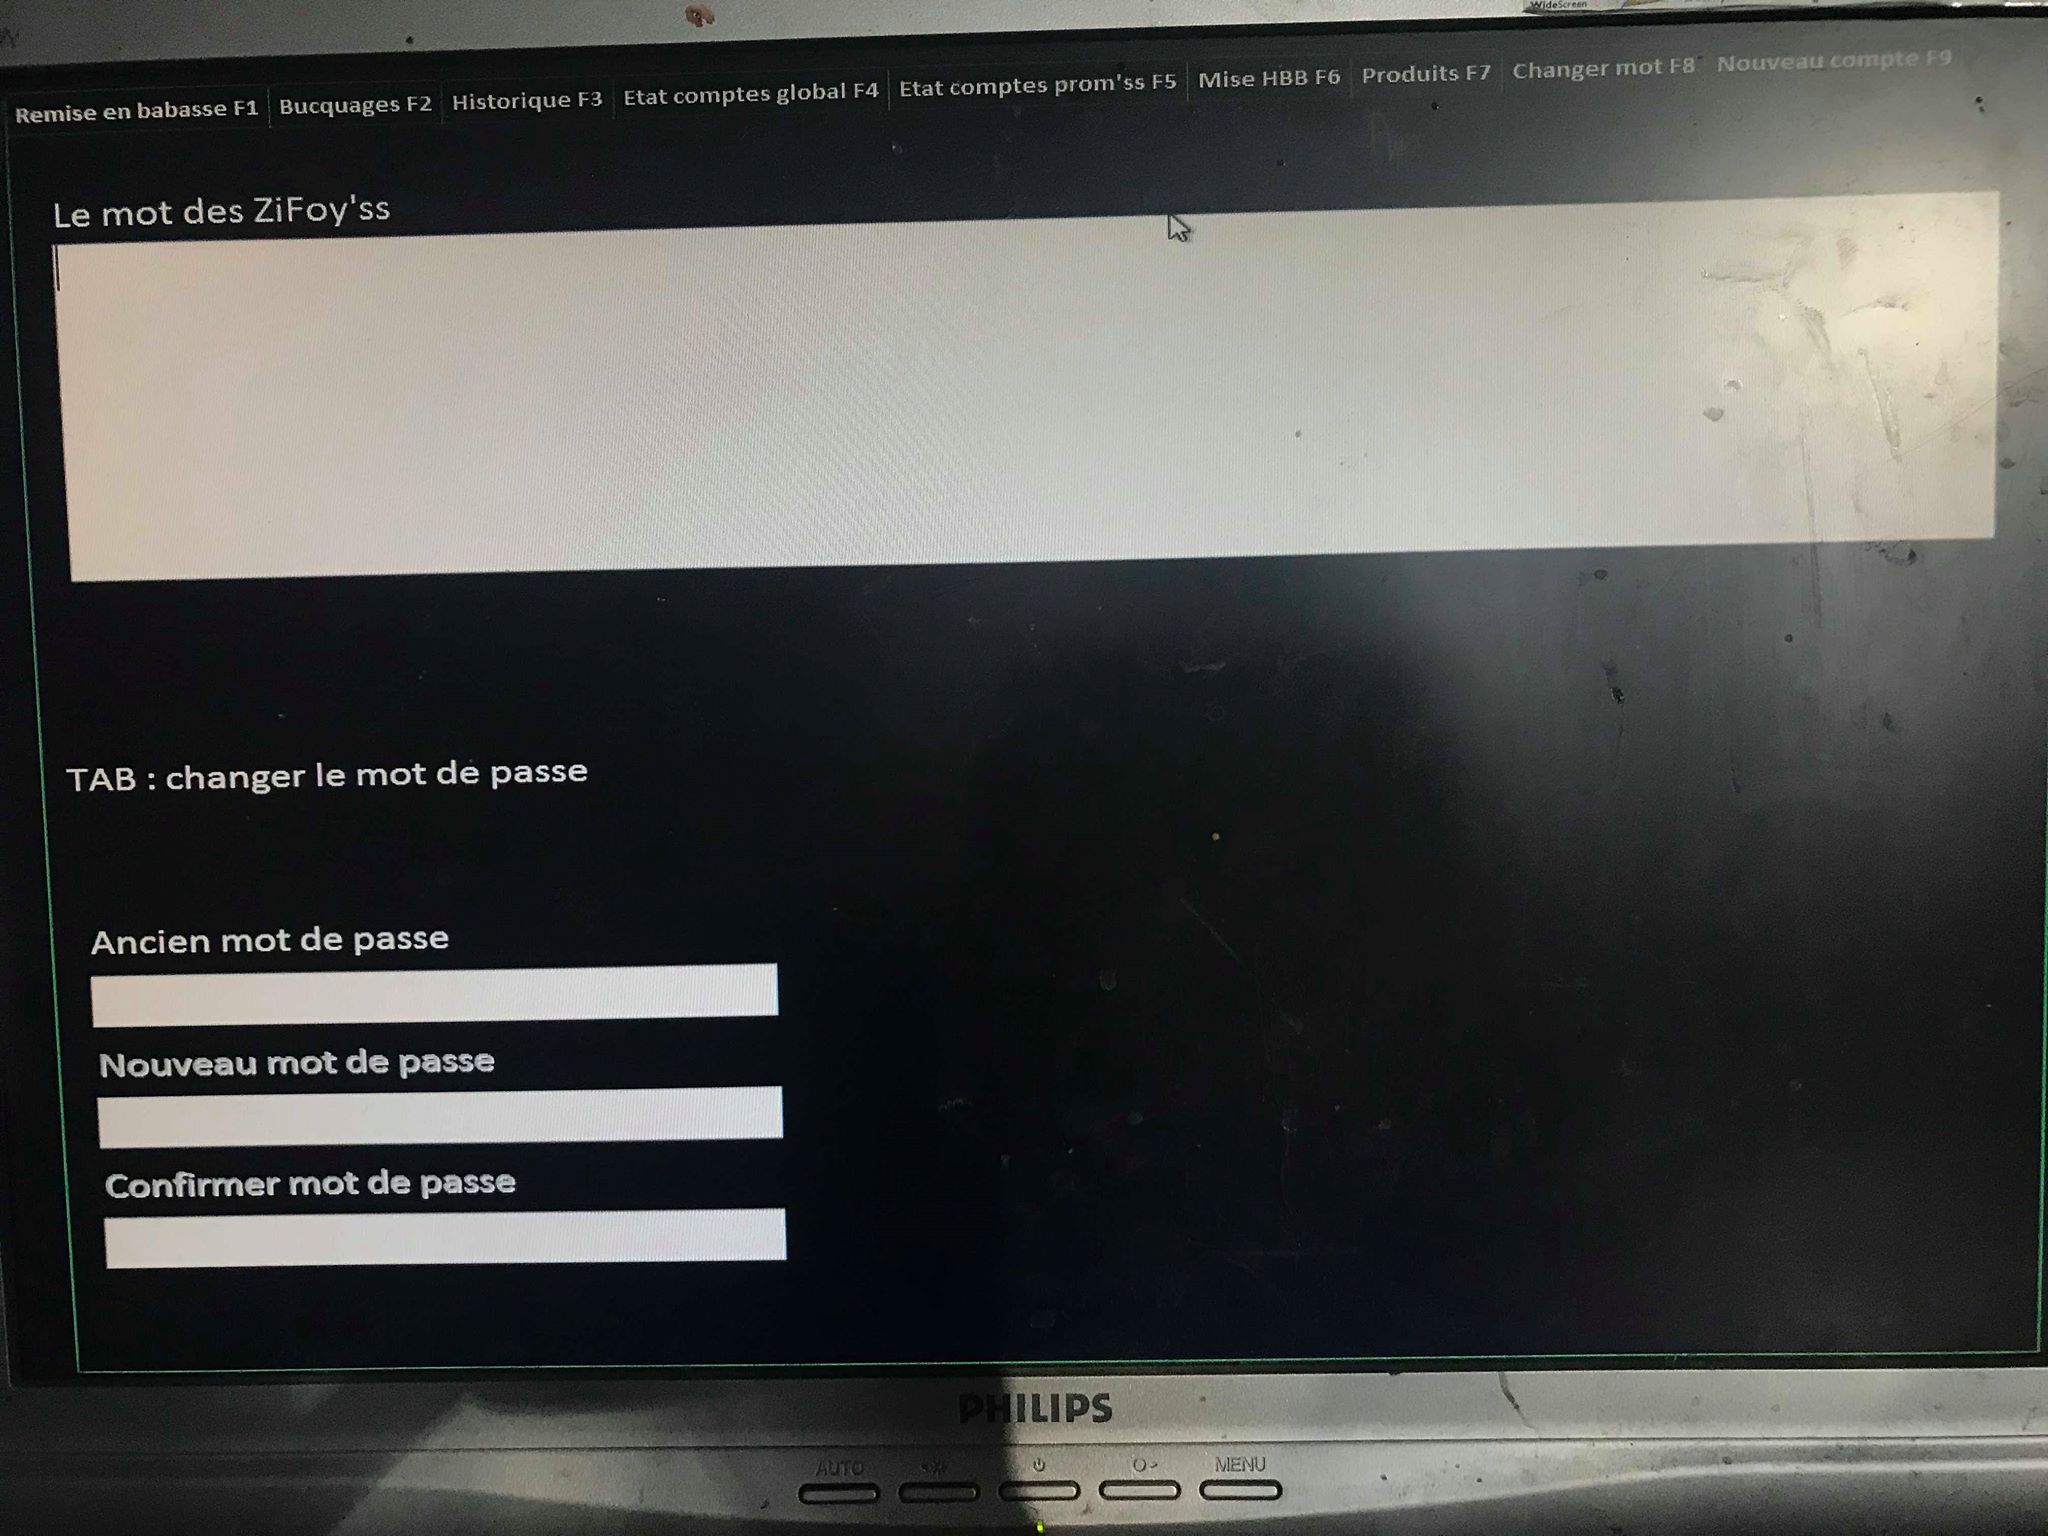 WideScreen
Remise en babasse F1 Bucquages F2 Historique F3 Etat comptes global F4 Etat comptes prom'ss F5 Mise HBB F6 Produits F7 Changer mot F8 Nouveau compte F9
Le mot des ZiFoy'ss
TAB : changer le mot de passe
Ancien mot de passe
Nouveau mot de passe
Confirmer mot de passe
PHILIPS
AUTO MENU